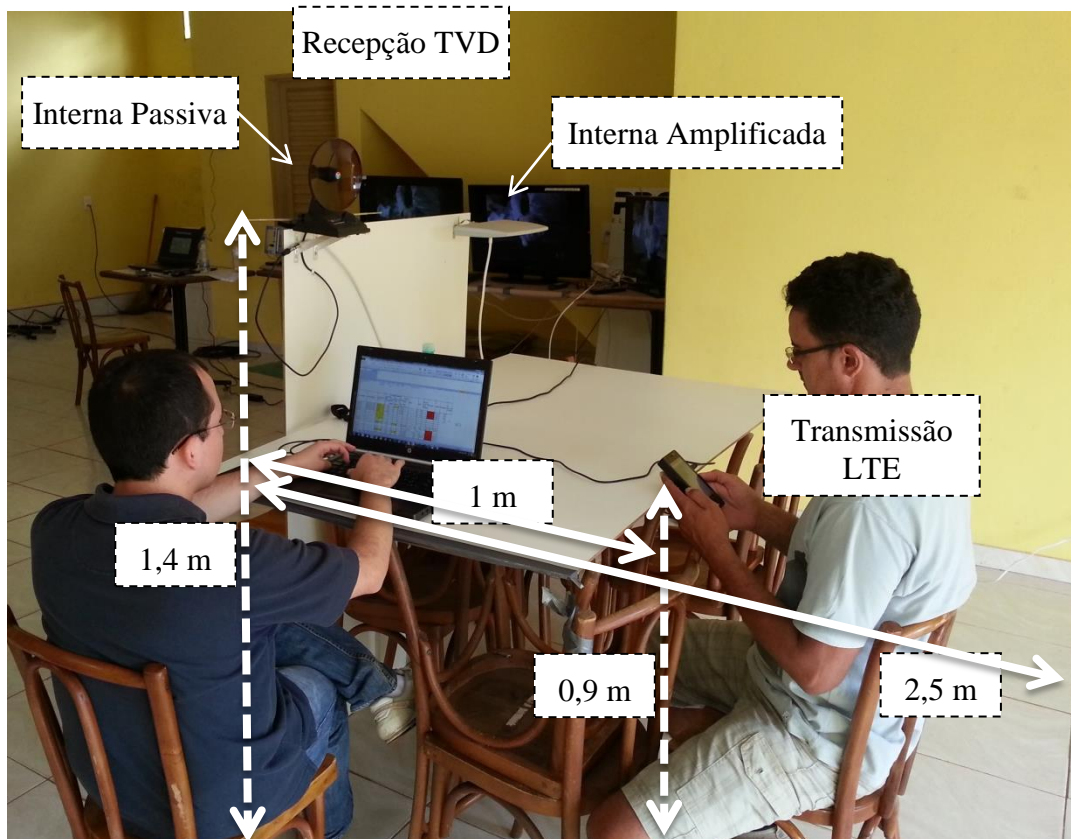 Recepção TVD
Interna Passiva
Interna Amplificada
Transmissão
LTE
1 m
1,4 m
0,9 m
2,5 m